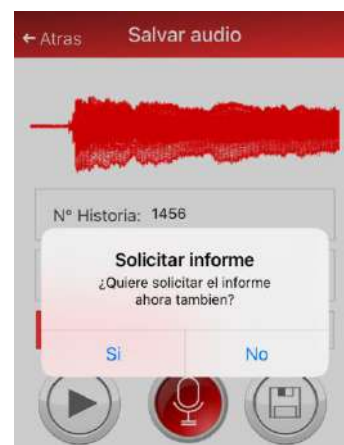 ← Atras Salvar audio
Nº Historia: 1456
Solicitar informe
¿Quiere solicitar el informe
ahora tambien?
Si No